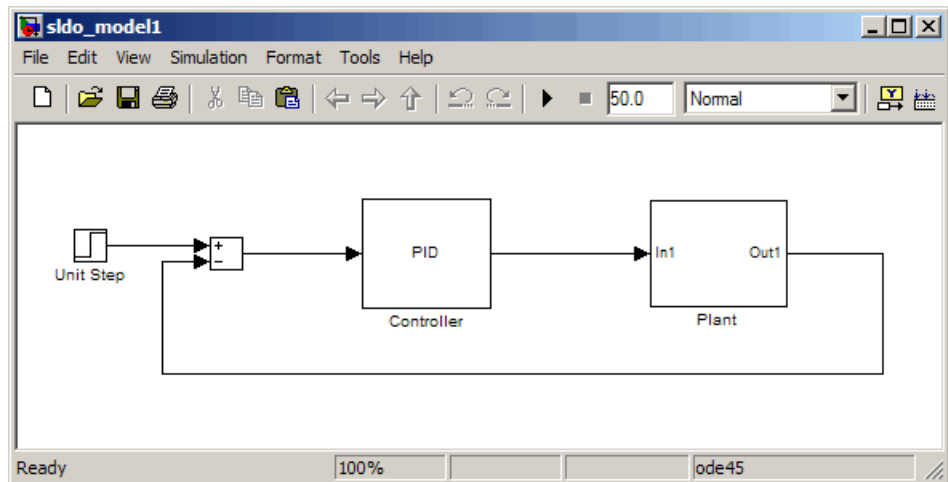 sldo_model1
File Edit View Simulation Format Tools Help
50.0 Normal
+
−
Unit Step
PID
Controller
In1 Out1
Plant
Ready 100% ode45